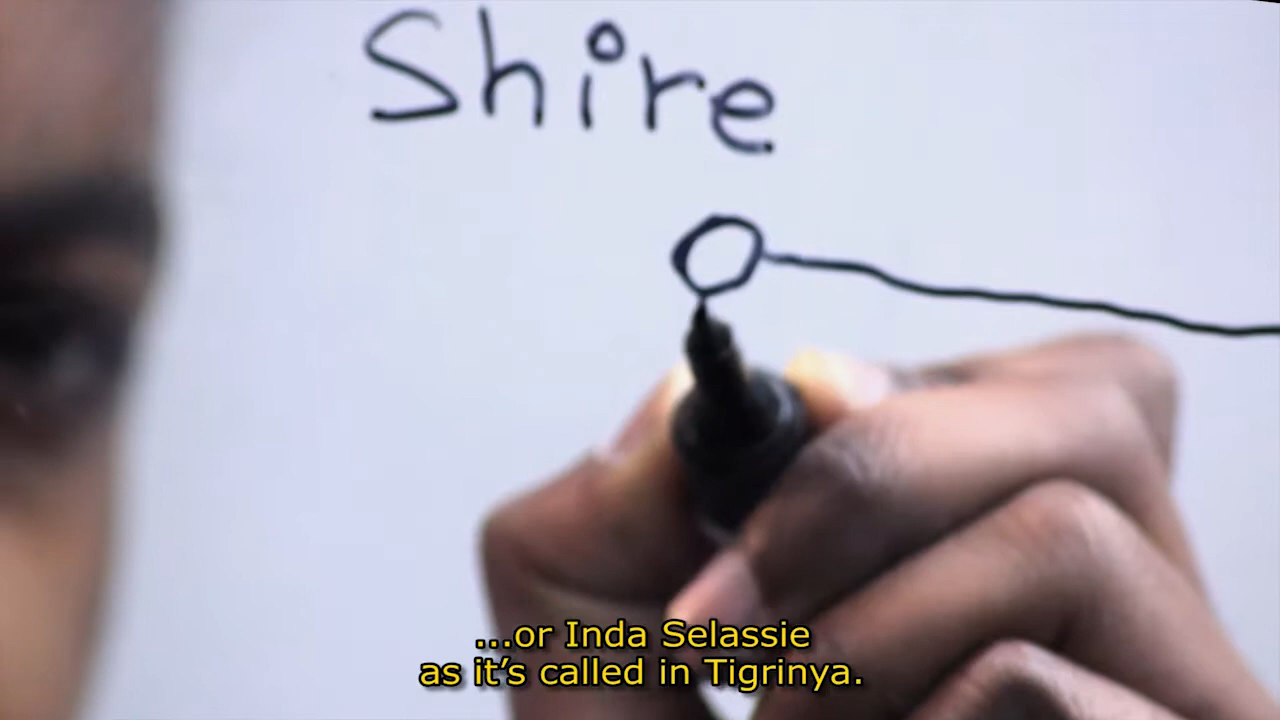 Shire
...or Inda Selassie
as it's called in Tigrinya.